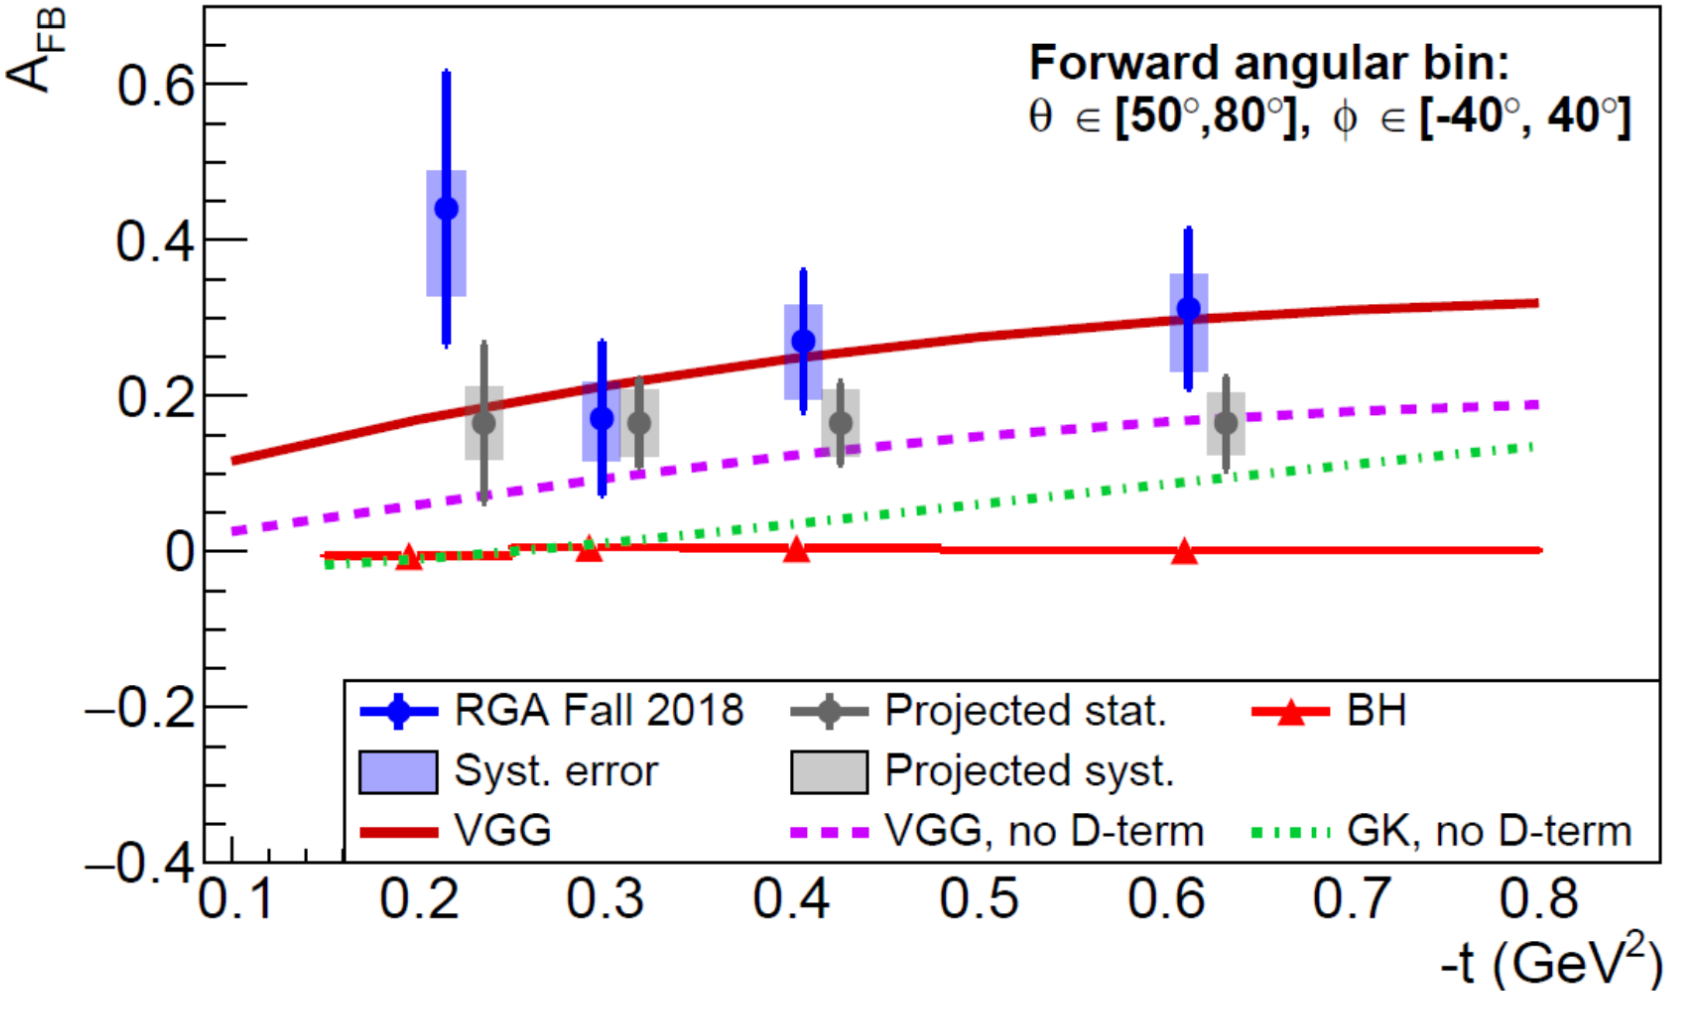 A_FB
Forward angular bin:
θ ∈ [50°,80°], ϕ ∈ [-40°, 40°]
0.6
0.4
0.2
0
−0.2
−0.4
RGA Fall 2018
Projected stat.
BH
Syst. error
Projected syst.
VGG
VGG, no D-term
GK, no D-term
0.1 0.2 0.3 0.4 0.5 0.6 0.7 0.8
-t (GeV²)